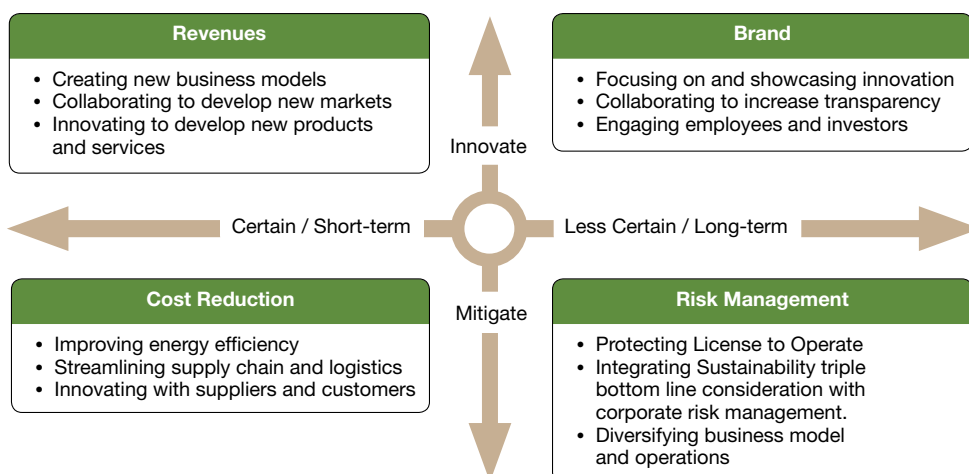 Revenues
• Creating new business models
• Collaborating to develop new markets
• Innovating to develop new products
and services
Brand
• Focusing on and showcasing innovation
• Collaborating to increase transparency
• Engaging employees and investors
Innovate
Certain / Short-term
Less Certain / Long-term
Mitigate
Cost Reduction
• Improving energy efficiency
• Streamlining supply chain and logistics
• Innovating with suppliers and customers
Risk Management
• Protecting License to Operate
• Integrating Sustainability triple
bottom line consideration with
corporate risk management.
• Diversifying business model
and operations